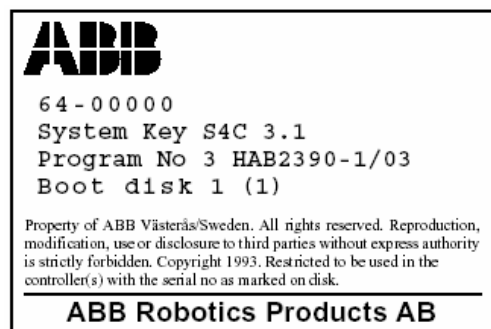 ABB
64-00000
System Key S4C 3.1
Program No 3 HAB2390-1/03
Boot disk 1 (1)
Property of ABB Västerås/Sweden. All rights reserved. Reproduction,
modification, use or disclosure to third parties without express authority
is strictly forbidden. Copyright 1993. Restricted to be used in the
controller(s) with the serial no as marked on disk.
ABB Robotics Products AB